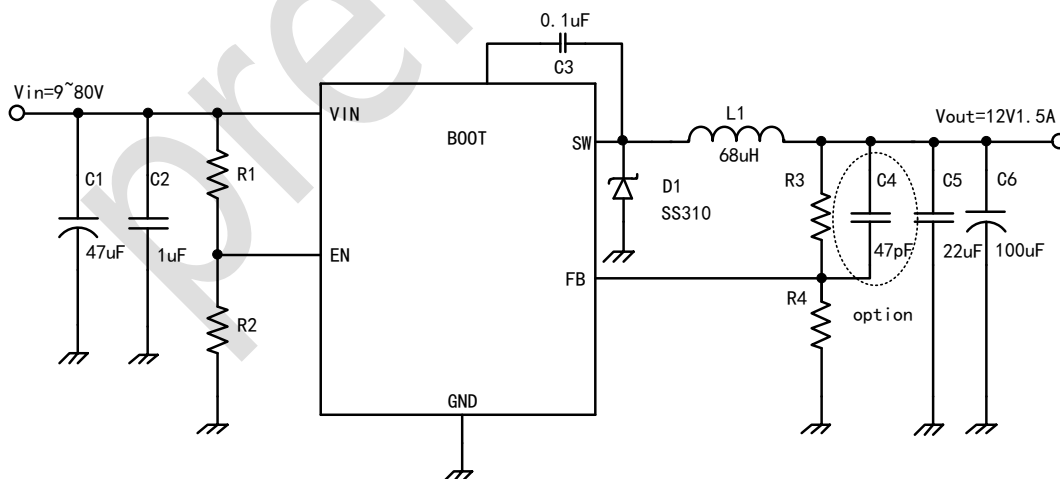 0.1uF
C3
Vin=9~80V
VIN
BOOT
SW
L1
68uH
Vout=12V1.5A
C1
47uF
C2
1uF
R1
EN
R2
D1
SS310
R3
C4
47pF
C5
22uF
C6
100uF
FB
R4
option
GND
pre